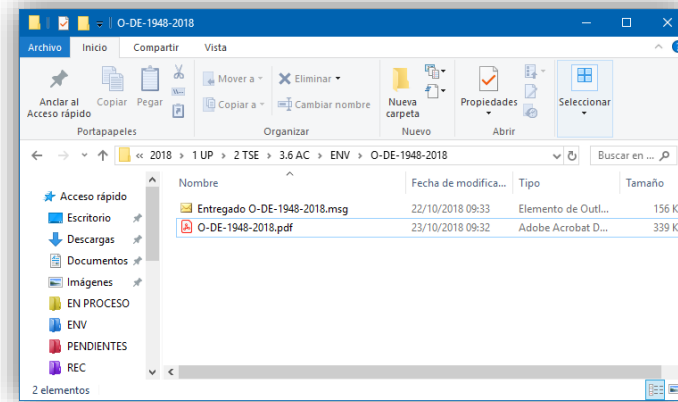 O-DE-1948-2018
Archivo Inicio Compartir Vista
Anclar al Acceso rápido
Copiar
Pegar
Portapapeles
Mover a
Copiar a
Eliminar
Cambiar nombre
Organizar
Nueva carpeta
Nuevo
Propiedades
Abrir
Seleccionar
« 2018 > 1 UP > 2 TSE > 3.6 AC > ENV > O-DE-1948-2018
Buscar en ...
Nombre Fecha de modifica... Tipo Tamaño
Entregado O-DE-1948-2018.msg 22/10/2018 09:33 Elemento de Outl... 156 K
O-DE-1948-2018.pdf 23/10/2018 09:32 Adobe Acrobat D... 339 K
Acceso rápido
Escritorio
Descargas
Documentos
Imágenes
EN PROCESO
ENV
PENDIENTES
REC
2 elementos